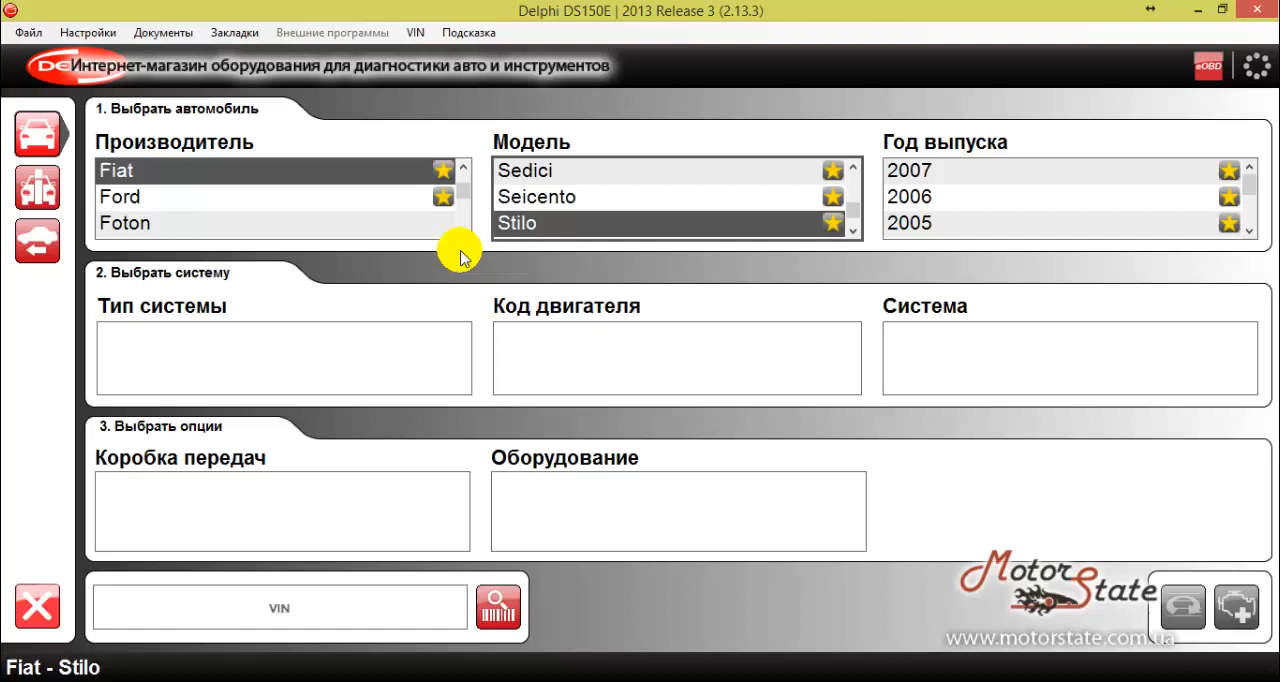 Delphi DS150E | 2013 Release 3 (2.13.3)
Файл Настройки Документы Закладки Внешние программы VIN Подсказка
DE Интернет-магазин оборудования для диагностики авто и инструментов
eOBD
1. Выбрать автомобиль
Производитель Модель Год выпуска
Fiat Sedici 2007
Ford Seicento 2006
Foton Stilo 2005
2. Выбрать систему
Тип системы Код двигателя Система
3. Выбрать опции
Коробка передач Оборудование
MotorState
VIN
www.motorstate.com.ua
Fiat - Stilo